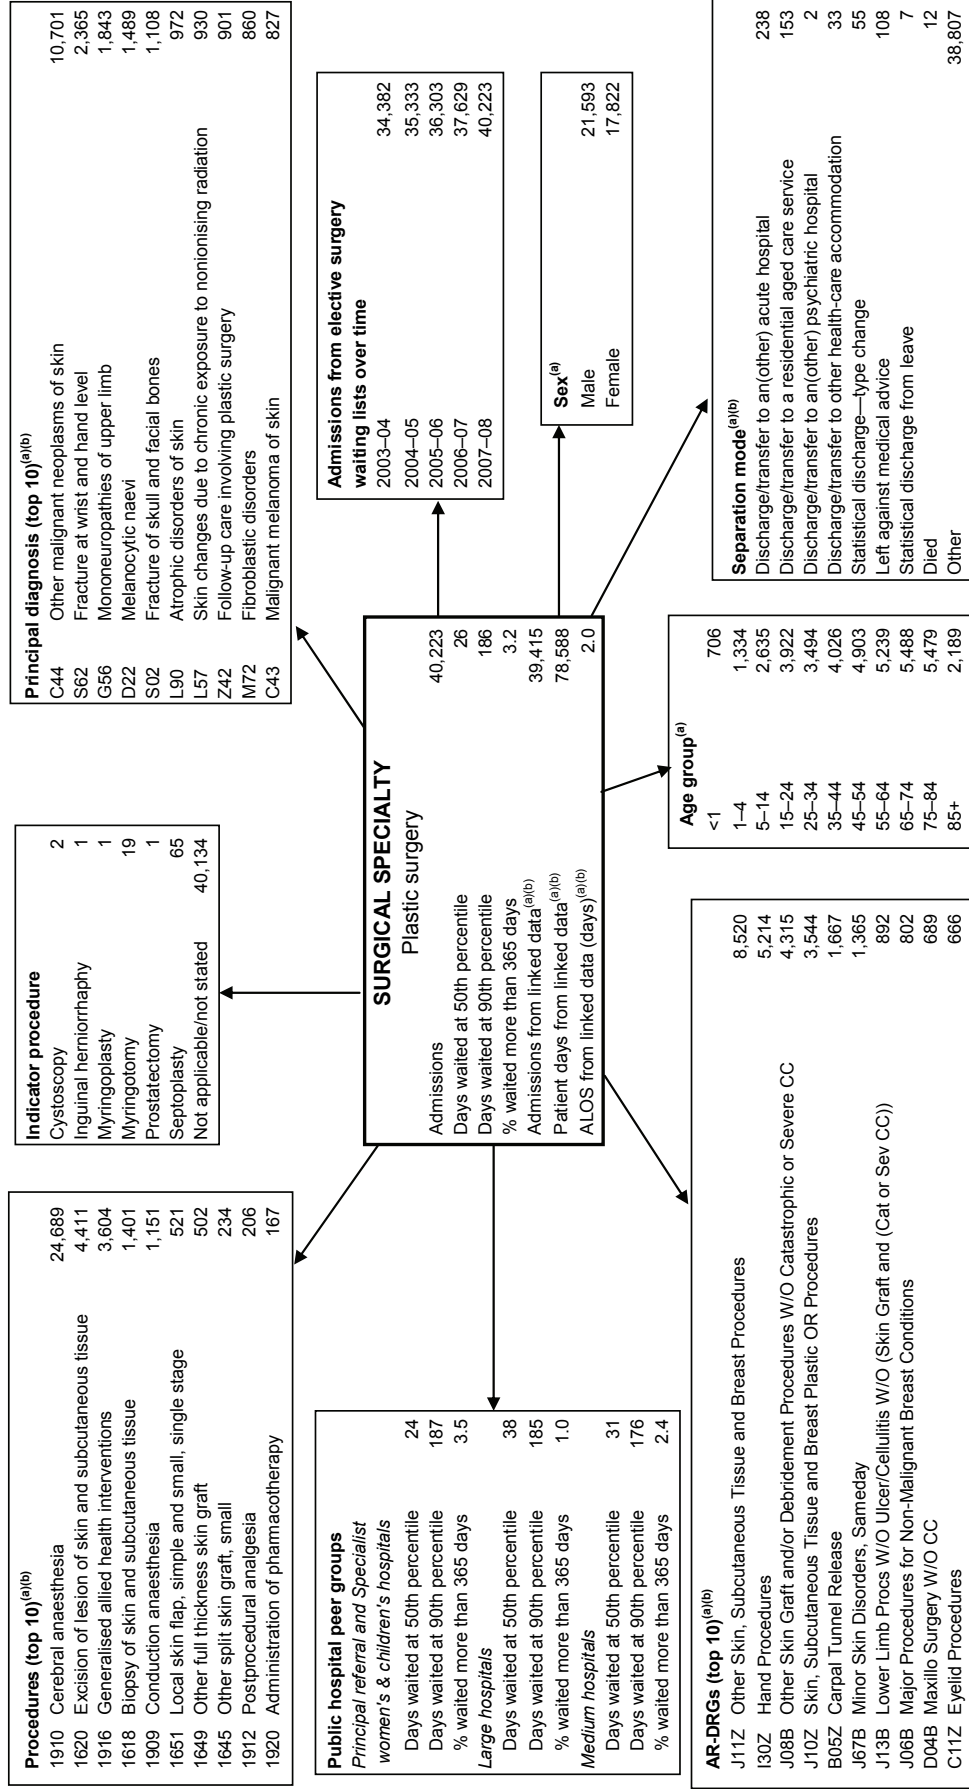 Procedures (top 10)(a)(b)
1910 Cerebral anaesthesia 24,689
1620 Excision of lesion of skin and subcutaneous tissue 4,411
1916 Generalised allied health interventions 3,604
1618 Biopsy of skin and subcutaneous tissue 1,401
1909 Conduction anaesthesia 1,151
1651 Local skin flap, simple and small, single stage 521
1649 Other full thickness skin graft 502
1645 Other split skin graft, small 234
1912 Postprocedural analgesia 206
1920 Administration of pharmacotherapy 167
Indicator procedure
Cystoscopy 2
Inguinal herniorrhaphy 1
Myringoplasty 1
Myringotomy 19
Prostatectomy 1
Septoplasty 65
Not applicable/not stated 40,134
Principal diagnosis (top 10)(a)(b)
C44 Other malignant neoplasms of skin 10,701
S62 Fracture at wrist and hand level 2,365
G56 Mononeuropathies of upper limb 1,843
D22 Melanocytic naevi 1,489
S02 Fracture of skull and facial bones 1,108
L90 Atrophic disorders of skin 972
L57 Skin changes due to chronic exposure to nonionising radiation 930
Z42 Follow-up care involving plastic surgery 901
M72 Fibroblastic disorders 860
C43 Malignant melanoma of skin 827
Public hospital peer groups
Principal referral and Specialist
women's & children's hospitals
Days waited at 50th percentile 24
Days waited at 90th percentile 187
% waited more than 365 days 3.5
Large hospitals
Days waited at 50th percentile 38
Days waited at 90th percentile 185
% waited more than 365 days 1.0
Medium hospitals
Days waited at 50th percentile 31
Days waited at 90th percentile 176
% waited more than 365 days 2.4
SURGICAL SPECIALTY
Plastic surgery
Admissions 40,223
Days waited at 50th percentile 26
Days waited at 90th percentile 186
% waited more than 365 days 3.2
Admissions from linked data(a)(b) 39,415
Patient days from linked data(a)(b) 78,588
ALOS from linked data (days)(a)(b) 2.0
Admissions from elective surgery
waiting lists over time
2003–04 34,382
2004–05 35,333
2005–06 36,303
2006–07 37,629
2007–08 40,223
Sex(a)
Male 21,593
Female 17,822
AR-DRGs (top 10)(a)(b)
J11Z Other Skin, Subcutaneous Tissue and Breast Procedures 8,520
I30Z Hand Procedures 5,214
J08B Other Skin Graft and/or Debridement Procedures W/O Catastrophic or Severe CC 4,315
J10Z Skin, Subcutaneous Tissue and Breast Plastic OR Procedures 3,544
B05Z Carpal Tunnel Release 1,667
J67B Minor Skin Disorders, Sameday 1,365
J13B Lower Limb Procs W/O Ulcer/Cellulitis W/O (Skin Graft and (Cat or Sev CC)) 892
J06B Major Procedures for Non-Malignant Breast Conditions 802
D04B Maxillo Surgery W/O CC 689
C11Z Eyelid Procedures 666
Age group(a)
<1 706
1–4 1,334
5–14 2,635
15–24 3,922
25–34 3,494
35–44 4,026
45–54 4,903
55–64 5,239
65–74 5,488
75–84 5,479
85+ 2,189
Separation mode(a)(b)
Discharge/transfer to an(other) acute hospital 238
Discharge/transfer to a residential aged care service 153
Discharge/transfer to an(other) psychiatric hospital 2
Discharge/transfer to other health-care accommodation 33
Statistical discharge—type change 55
Left against medical advice 108
Statistical discharge from leave 7
Died 12
Other 38,807